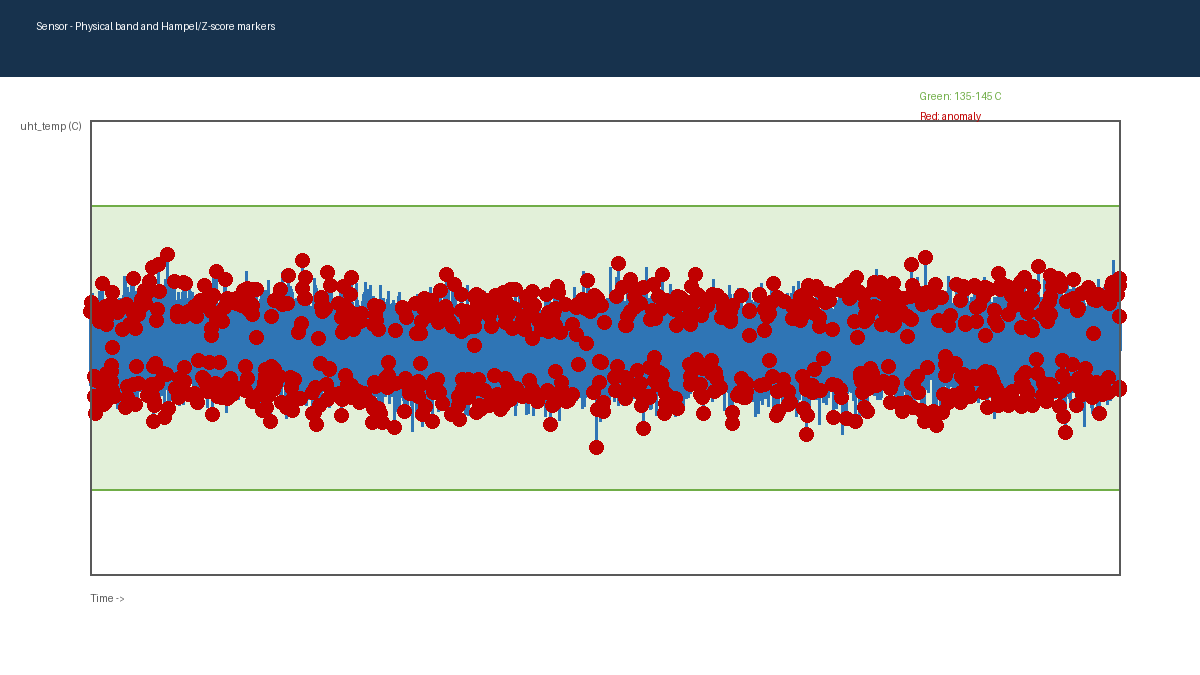 Sensor - Physical band and Hampel/Z-score markers
Green: 135-145 C
Red: anomaly
uht_temp (C)
Time ->